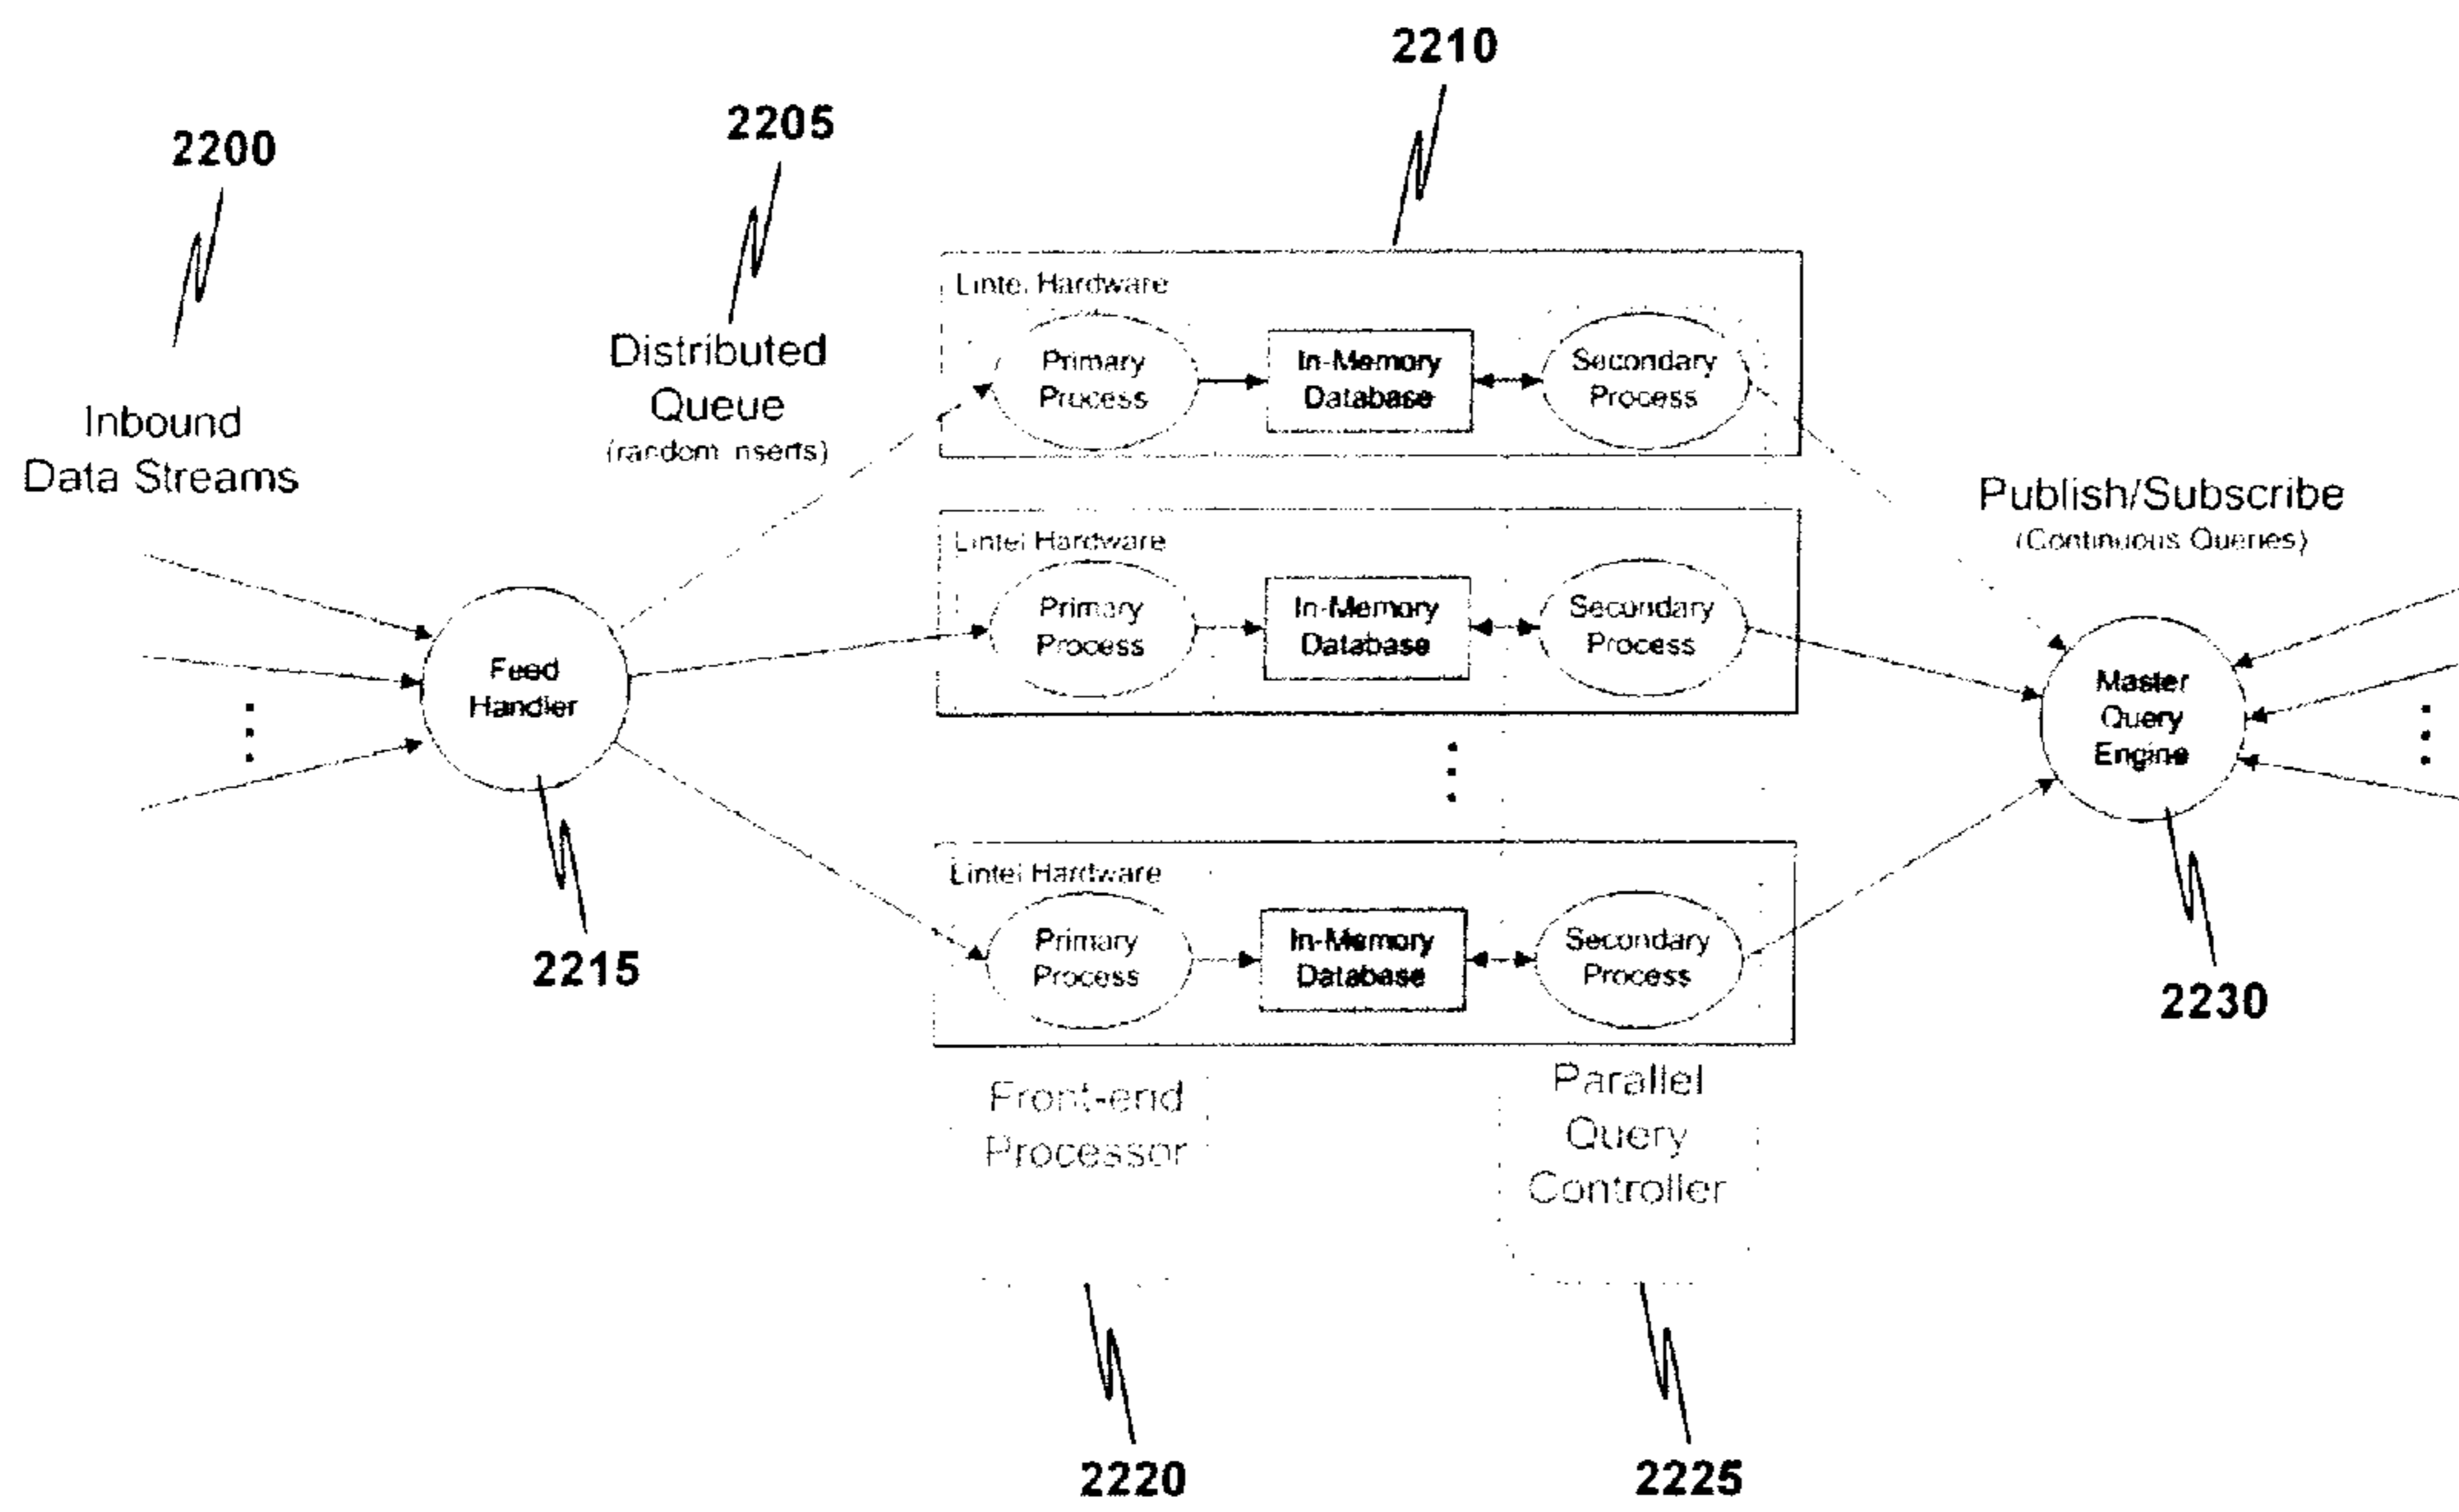 2210
2205
2200
Lintel Hardware
Distributed
Queue
(random inserts)
Primary
Process
In-Memory
Database
Secondary
Process
Inbound
Data Streams
Publish/Subscribe
(Continuous Queries)
Lintel Hardware
Primary
Process
In-Memory
Database
Secondary
Process
Feed
Handler
Master
Query
Engine
Lintel Hardware
Primary
Process
In-Memory
Database
Secondary
Process
2215
2230
Front-end
Processor
Parallel
Query
Controller
2220
2225